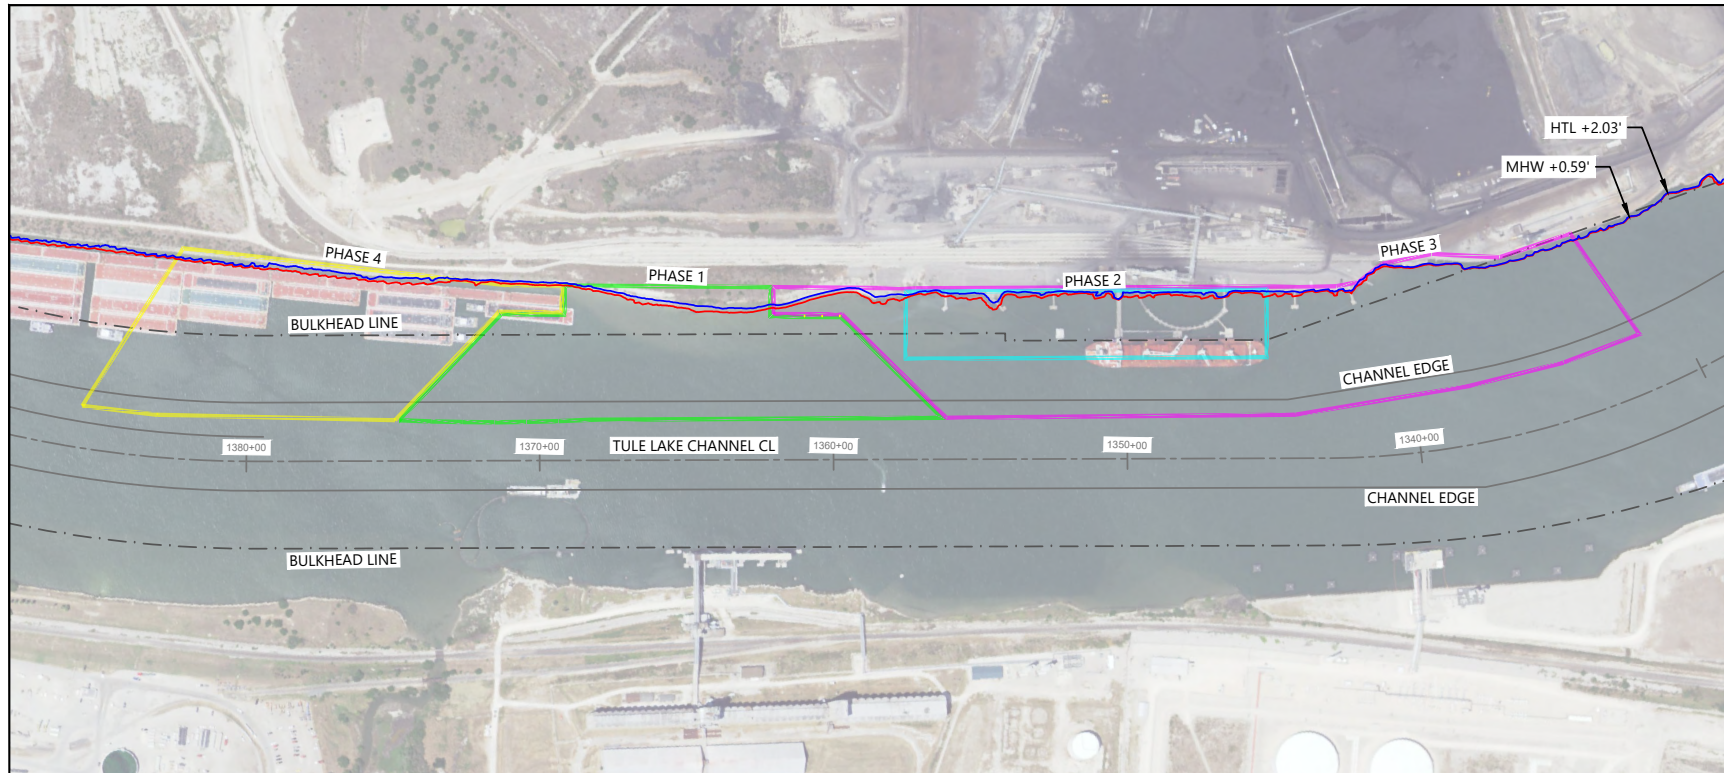 HTL +2.03'
MHW +0.59'
PHASE 4
PHASE 1
PHASE 2
PHASE 3
BULKHEAD LINE
CHANNEL EDGE
1380+00
1370+00
TULE LAKE CHANNEL CL
1360+00
1350+00
1340+00
CHANNEL EDGE
BULKHEAD LINE